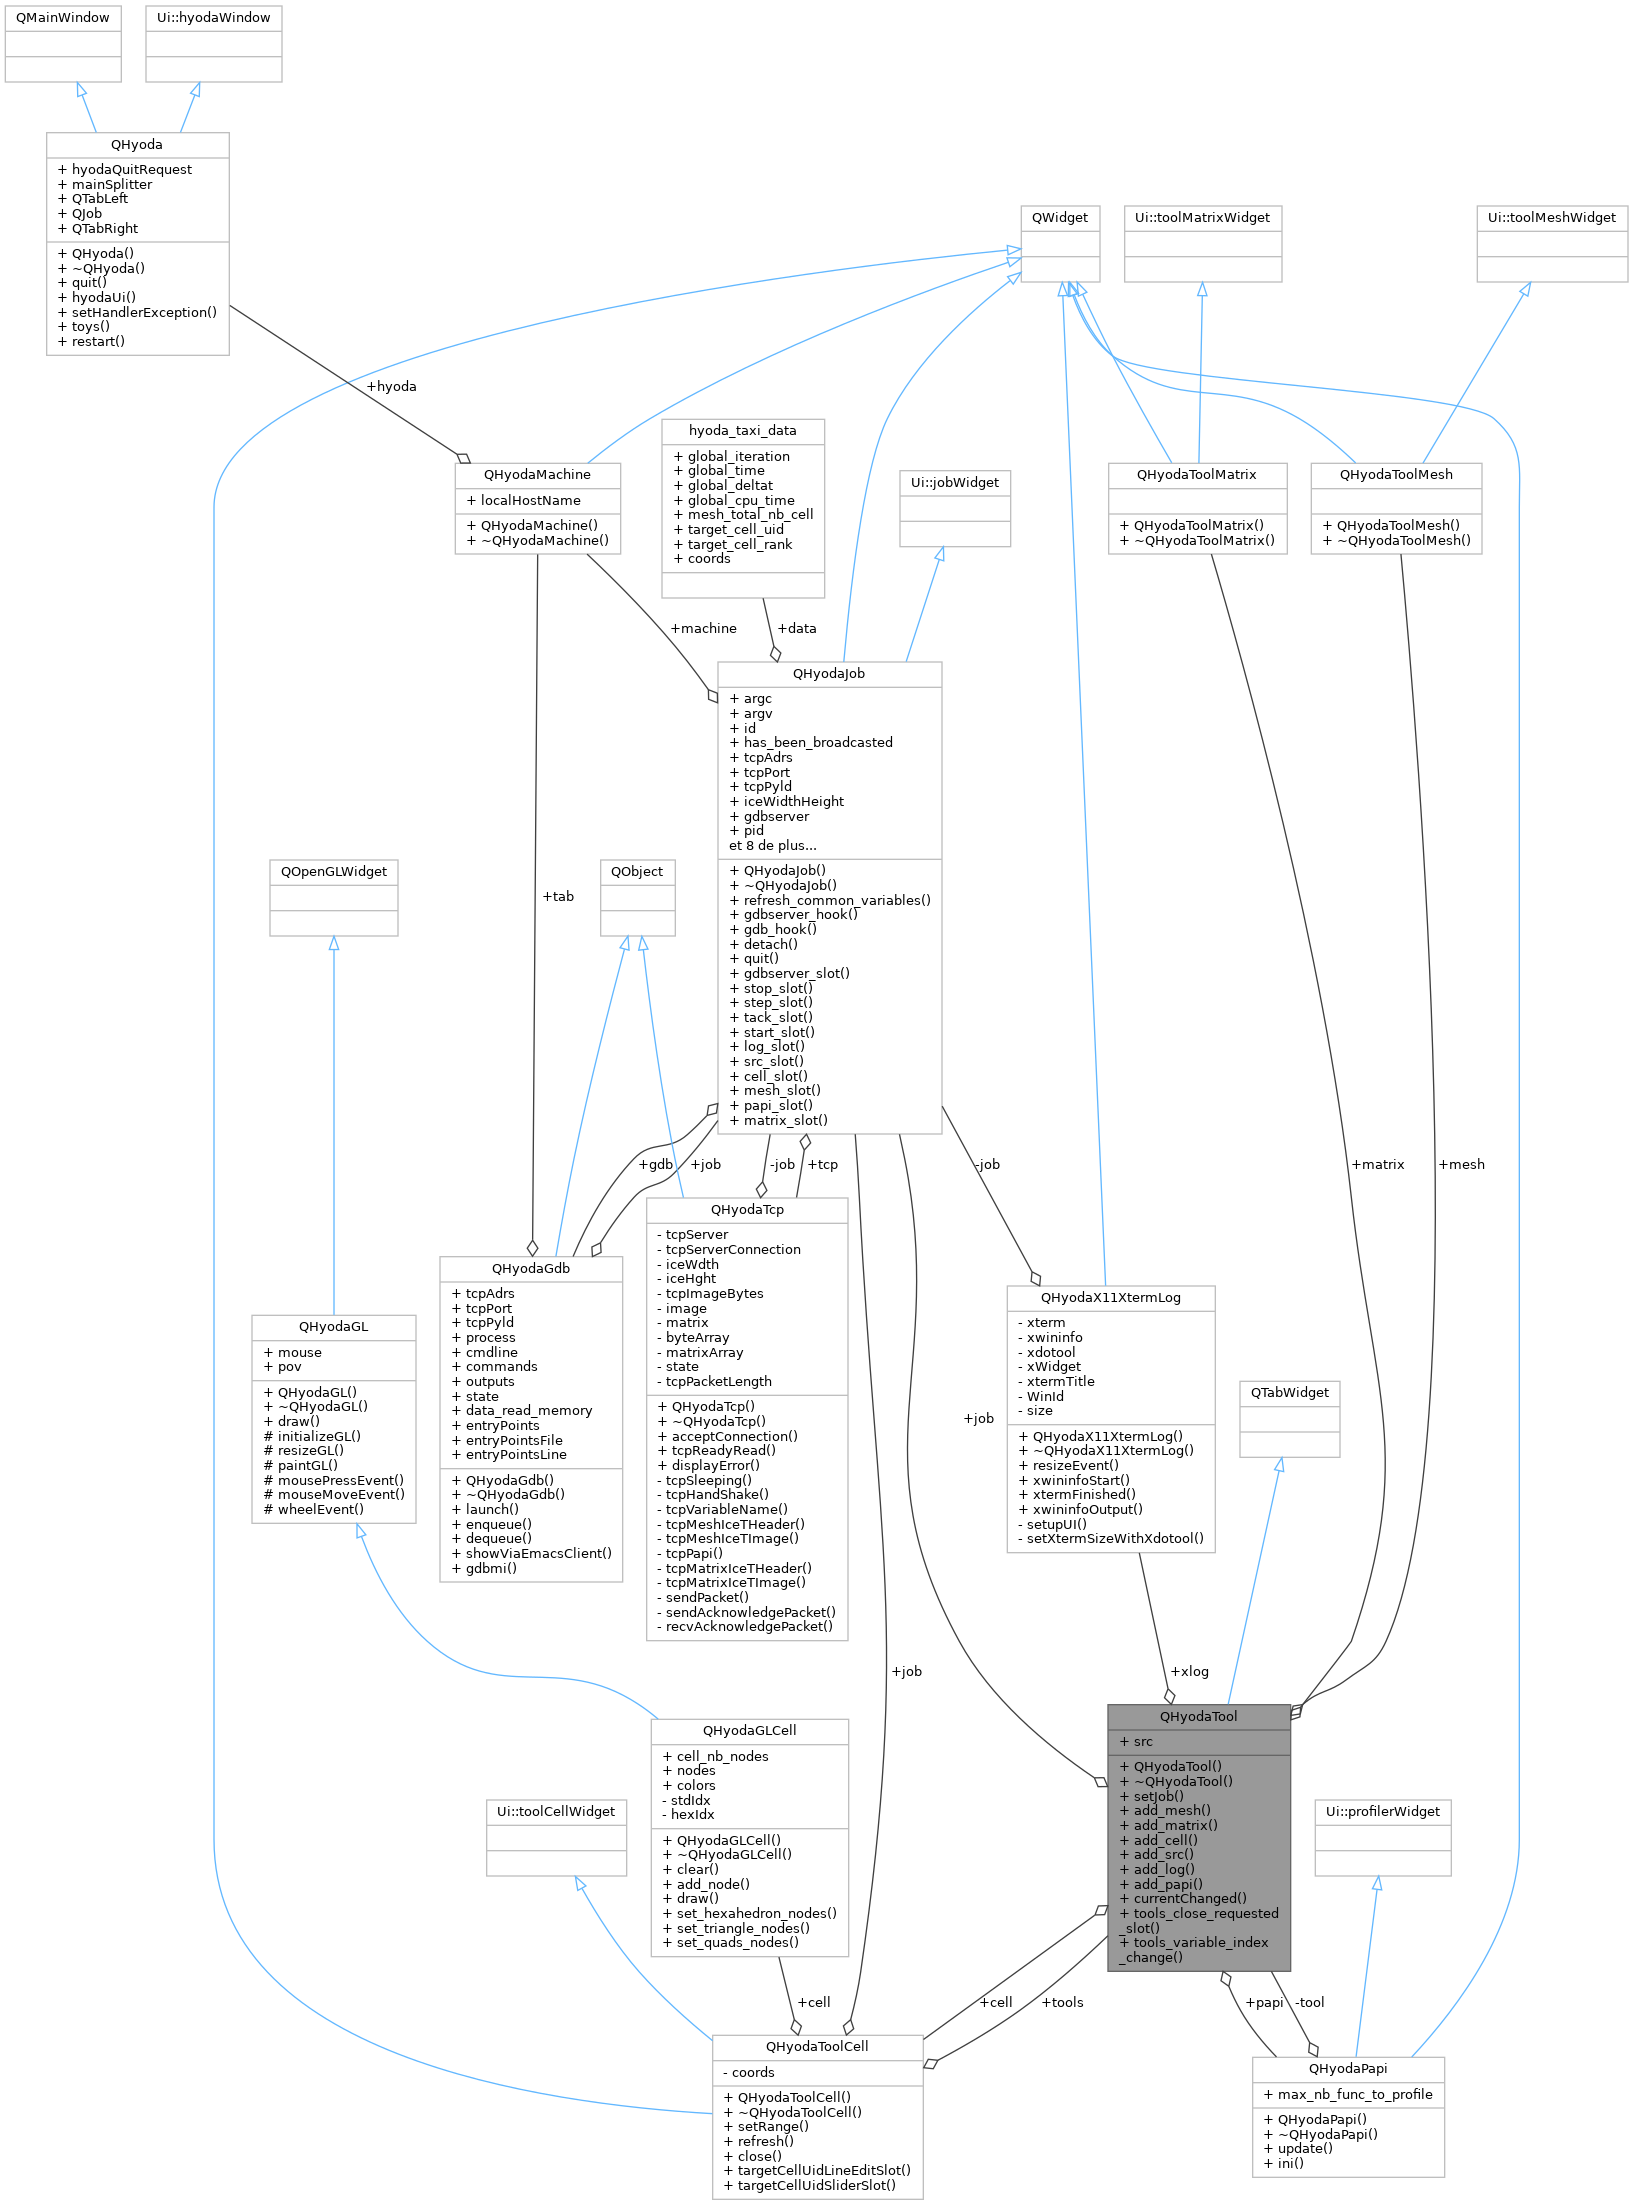 QMainWindow
Ui::hyodaWindow
QHyoda
+ hyodaQuitRequest
+ mainSplitter
+ QTabLeft
+ QJob
+ QTabRight
+ QHyoda()
+ ~QHyoda()
+ quit()
+ hyodaUi()
+ setHandlerException()
+ toys()
+ restart()
QWidget
Ui::toolMatrixWidget
Ui::toolMeshWidget
+hyoda
QHyodaMachine
+ localHostName
+ QHyodaMachine()
+ ~QHyodaMachine()
hyoda_taxi_data
+ global_iteration
+ global_time
+ global_deltat
+ global_cpu_time
+ mesh_total_nb_cell
+ target_cell_uid
+ target_cell_rank
+ coords
Ui::jobWidget
QHyodaToolMatrix
+ QHyodaToolMatrix()
+ ~QHyodaToolMatrix()
QHyodaToolMesh
+ QHyodaToolMesh()
+ ~QHyodaToolMesh()
+machine
+data
QHyodaJob
+ argc
+ argv
+ id
+ has_been_broadcasted
+ tcpAdrs
+ tcpPort
+ tcpPyld
+ iceWidthHeight
+ gdbserver
+ pid
et 8 de plus...
+ QHyodaJob()
+ ~QHyodaJob()
+ refresh_common_variables()
+ gdbserver_hook()
+ gdb_hook()
+ detach()
+ quit()
+ gdbserver_slot()
+ stop_slot()
+ step_slot()
+ tack_slot()
+ start_slot()
+ log_slot()
+ src_slot()
+ cell_slot()
+ mesh_slot()
+ papi_slot()
+ matrix_slot()
QOpenGLWidget
+tab
QObject
+gdb
+job
-job
+tcp
-job
+matrix
+mesh
QHyodaTcp
- tcpServer
- tcpServerConnection
- iceWdth
- iceHght
- tcpImageBytes
- image
- matrix
- byteArray
- matrixArray
- state
- tcpPacketLength
+ QHyodaTcp()
+ ~QHyodaTcp()
+ acceptConnection()
+ tcpReadyRead()
+ displayError()
- tcpSleeping()
- tcpHandShake()
- tcpVariableName()
- tcpMeshIceTHeader()
- tcpMeshIceTImage()
- tcpPapi()
- tcpMatrixIceTHeader()
- tcpMatrixIceTImage()
- sendPacket()
- sendAcknowledgePacket()
- recvAcknowledgePacket()
QHyodaGdb
+ tcpAdrs
+ tcpPort
+ tcpPyld
+ process
+ cmdline
+ commands
+ outputs
+ state
+ data_read_memory
+ entryPoints
+ entryPointsFile
+ entryPointsLine
+ QHyodaGdb()
+ ~QHyodaGdb()
+ launch()
+ enqueue()
+ dequeue()
+ showViaEmacsClient()
+ gdbmi()
QHyodaX11XtermLog
- xterm
- xwininfo
- xdotool
- xWidget
- xtermTitle
- WinId
- size
+ QHyodaX11XtermLog()
+ ~QHyodaX11XtermLog()
+ resizeEvent()
+ xwininfoStart()
+ xtermFinished()
+ xwininfoOutput()
- setupUI()
- setXtermSizeWithXdotool()
QHyodaGL
+ mouse
+ pov
+ QHyodaGL()
+ ~QHyodaGL()
+ draw()
# initializeGL()
# resizeGL()
# paintGL()
# mousePressEvent()
# mouseMoveEvent()
# wheelEvent()
QTabWidget
+job
+job
+xlog
QHyodaTool
+ src
+ QHyodaTool()
+ ~QHyodaTool()
+ setJob()
+ add_mesh()
+ add_matrix()
+ add_cell()
+ add_src()
+ add_log()
+ add_papi()
+ currentChanged()
+ tools_close_requested
_slot()
+ tools_variable_index
_change()
QHyodaGLCell
+ cell_nb_nodes
+ nodes
+ colors
- stdIdx
- hexIdx
+ QHyodaGLCell()
+ ~QHyodaGLCell()
+ clear()
+ add_node()
+ draw()
+ set_hexahedron_nodes()
+ set_triangle_nodes()
+ set_quads_nodes()
Ui::toolCellWidget
Ui::profilerWidget
+cell
+cell
+tools
+papi
-tool
QHyodaToolCell
- coords
+ QHyodaToolCell()
+ ~QHyodaToolCell()
+ setRange()
+ refresh()
+ close()
+ targetCellUidLineEditSlot()
+ targetCellUidSliderSlot()
QHyodaPapi
+ max_nb_func_to_profile
+ QHyodaPapi()
+ ~QHyodaPapi()
+ update()
+ ini()